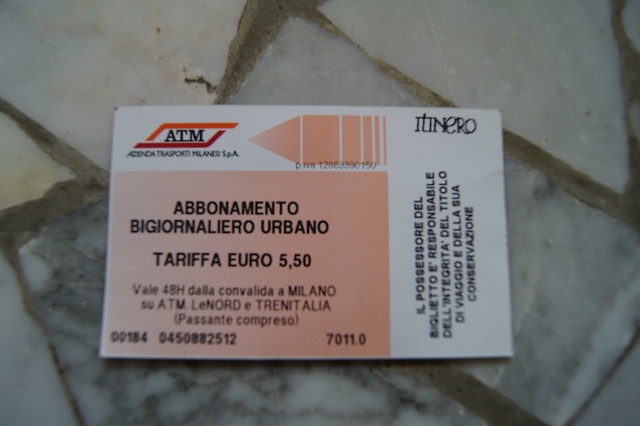 ATM
AZIENDA TRASPORTI MILANESI S.p.A.
p.iva 12883390150
ITINERO
ABBONAMENTO
BIGIORNALIERO URBANO
TARIFFA EURO 5,50
Vale 48H dalla convalida a MILANO
su ATM, LeNORD e TRENITALIA
(Passante compreso)
00184 0450882512 7011.0
IL POSSESSORE DEL
BIGLIETTO E' RESPONSABILE
DELL'INTEGRITA' DEL TITOLO
DI VIAGGIO E DELLA SUA
CONSERVAZIONE